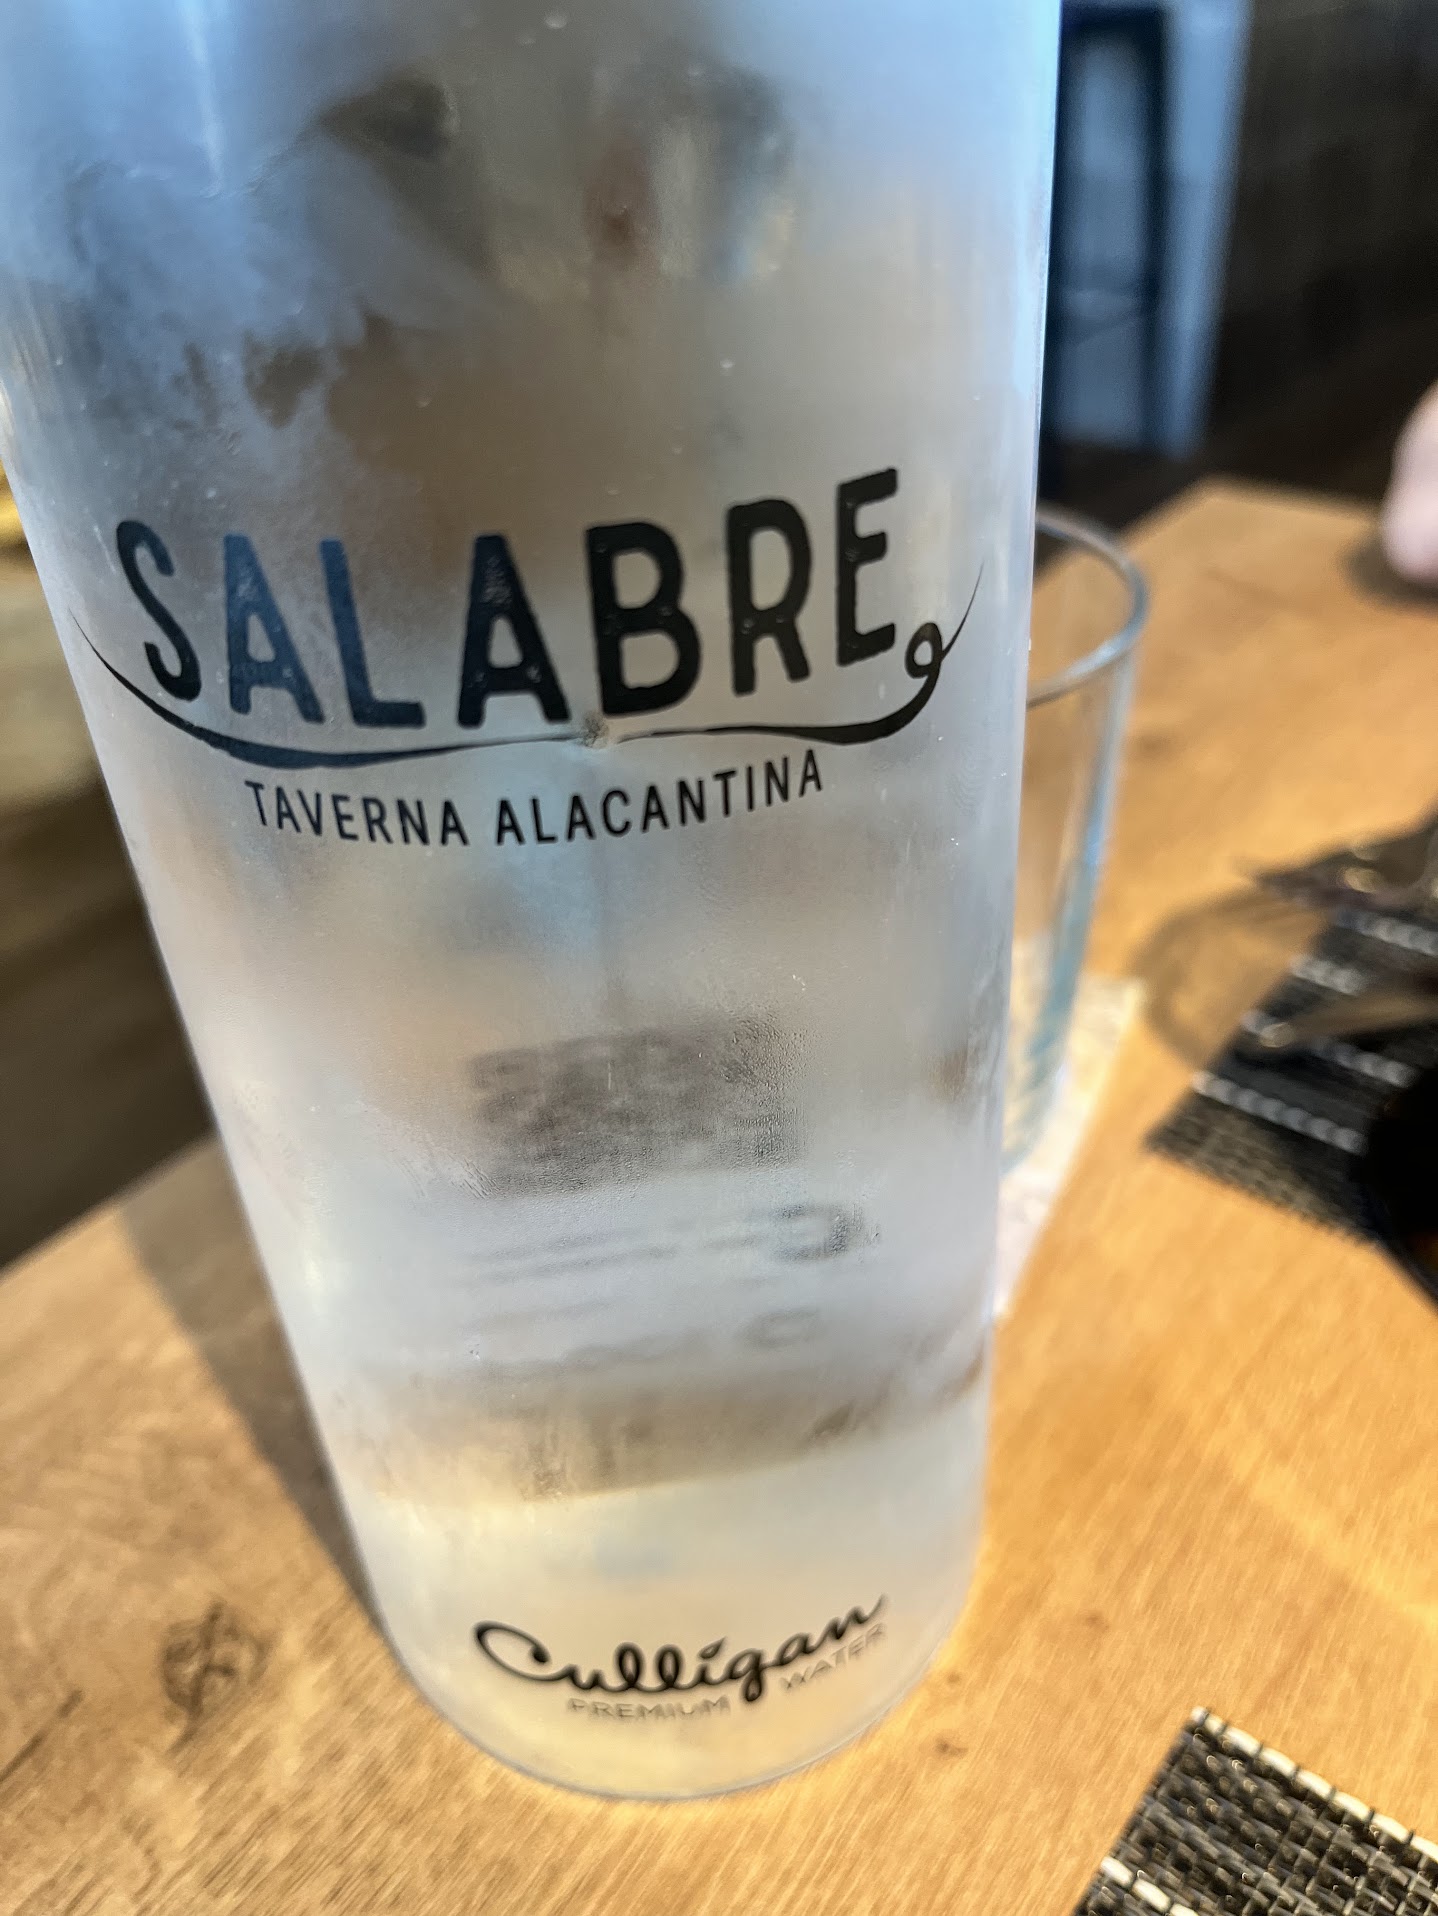 SALABRE
TAVERNA ALACANTINA
Culligan
PREMIUM WATER